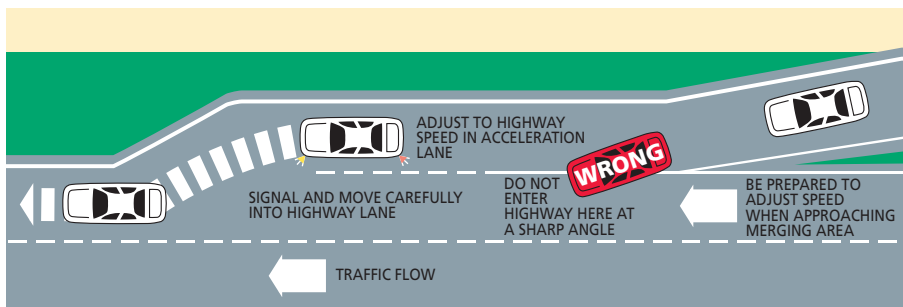 ADJUST TO HIGHWAY
SPEED IN ACCELERATION
LANE
WRONG
SIGNAL AND MOVE CAREFULLY
INTO HIGHWAY LANE
DO NOT
ENTER
HIGHWAY HERE AT
A SHARP ANGLE
BE PREPARED TO
ADJUST SPEED
WHEN APPROACHING
MERGING AREA
TRAFFIC FLOW